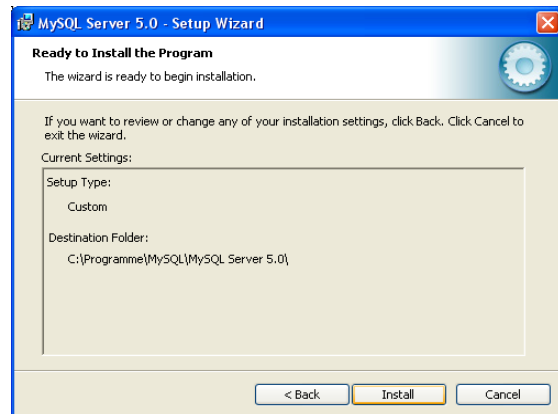 MySQL Server 5.0 - Setup Wizard
Ready to Install the Program
The wizard is ready to begin installation.
If you want to review or change any of your installation settings, click Back. Click Cancel to
exit the wizard.
Current Settings:
Setup Type:
Custom
Destination Folder:
C:\Programme\MySQL\MySQL Server 5.0\
< Back Install Cancel